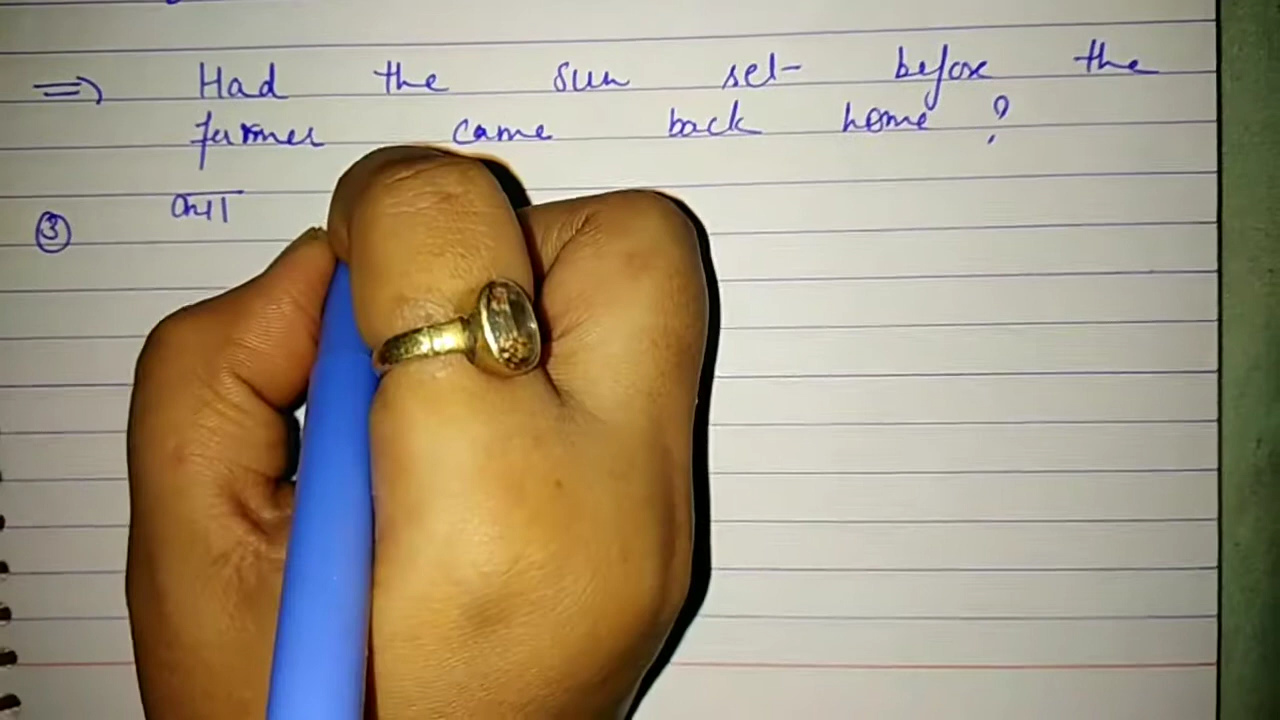 ⇒ Had the sun set before the
farmer came back home ?
③